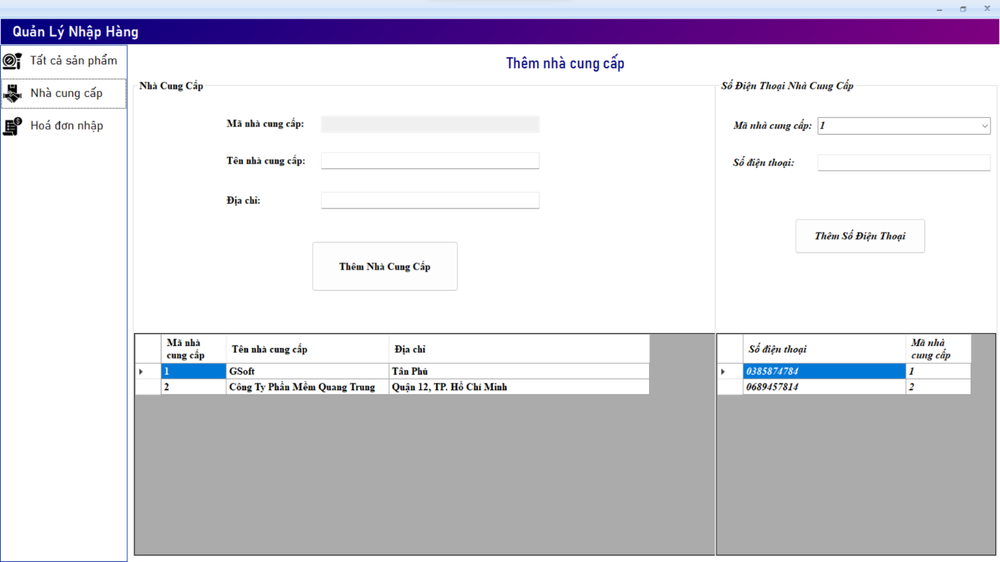 Quản Lý Nhập Hàng
Tất cả sản phẩm
Nhà cung cấp
Hoá đơn nhập
Thêm nhà cung cấp
Nhà Cung Cấp
Mã nhà cung cấp:
Tên nhà cung cấp:
Địa chỉ:
Thêm Nhà Cung Cấp
Số Điện Thoại Nhà Cung Cấp
Mã nhà cung cấp: 1
Số điện thoại:
Thêm Số Điện Thoại
Mã nhà
cung cấp
Tên nhà cung cấp
Địa chỉ
1 GSoft Tân Phú
2 Công Ty Phần Mềm Quang Trung Quận 12, TP. Hồ Chí Minh
Số điện thoại
Mã nhà
cung cấp
0385874784 1
0689457814 2